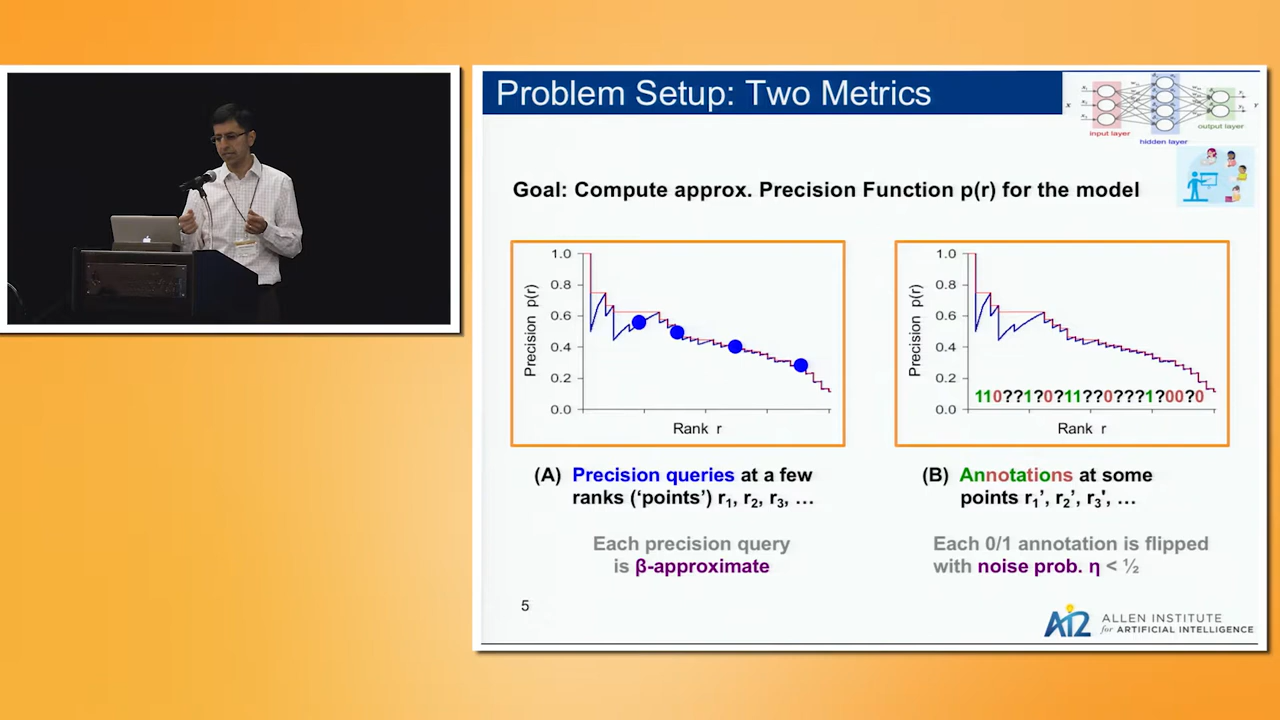 Problem Setup: Two Metrics
input layer
hidden layer
output layer
Goal: Compute approx. Precision Function p(r) for the model
Precision p(r)
1.0
0.8
0.6
0.4
0.2
0.0
Rank r
Precision p(r)
1.0
0.8
0.6
0.4
0.2
0.0
110??1?0?11??0???1?00?0
Rank r
(A) Precision queries at a few
ranks (‘points’) r1, r2, r3, …
Each precision query
is β-approximate
(B) Annotations at some
points r1’, r2’, r3', …
Each 0/1 annotation is flipped
with noise prob. η < ½
5
Ai2 ALLEN INSTITUTE
for ARTIFICIAL INTELLIGENCE